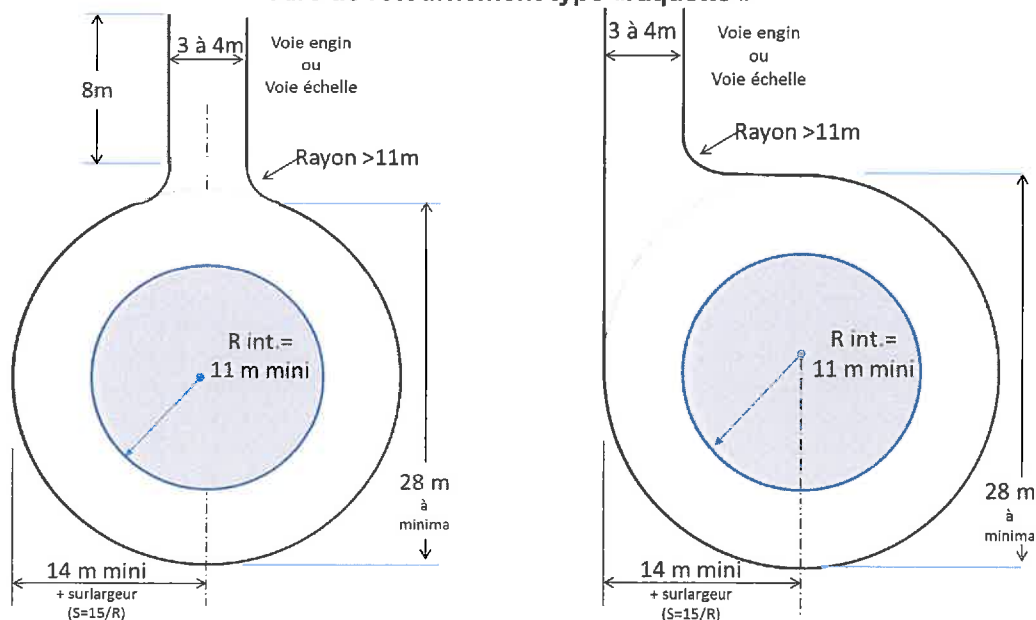 3 à 4m
Voie engin
ou
Voie échelle
8m
Rayon >11m
R int.=
11 m mini
28 m
à
minima
14 m mini
+ surlargeur
(S=15/R)
3 à 4m
Voie engin
ou
Voie échelle
Rayon >11m
R int.=
11 m mini
28 m
à
minima
14 m mini
+ surlargeur
(S=15/R)